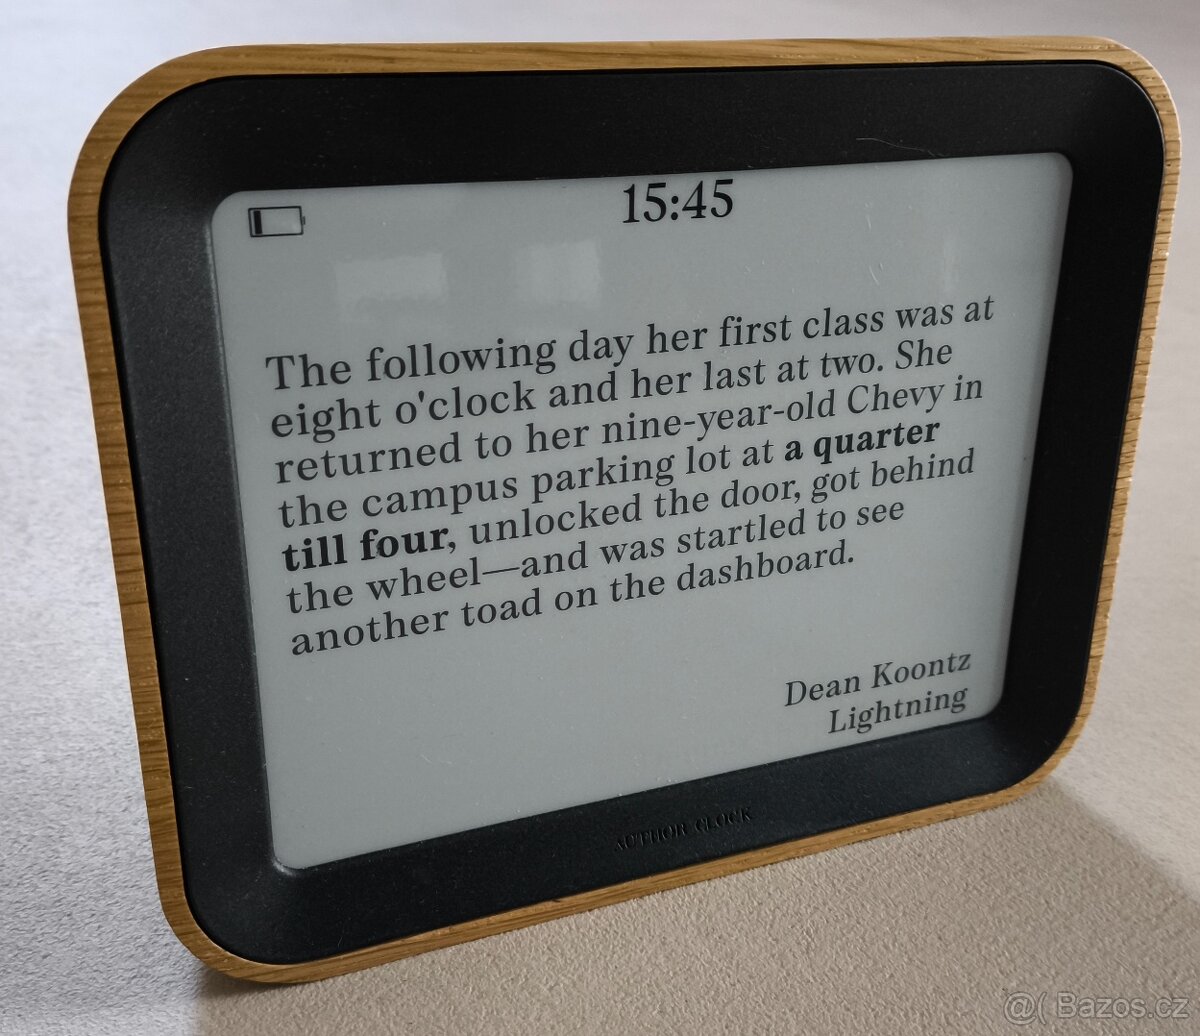 15:45
The following day her first class was at
eight o'clock and her last at two. She
returned to her nine-year-old Chevy in
the campus parking lot at a quarter
till four, unlocked the door, got behind
the wheel—and was startled to see
another toad on the dashboard.
Dean Koontz
Lightning
AUTHOR CLOCK
@( Bazos.cz